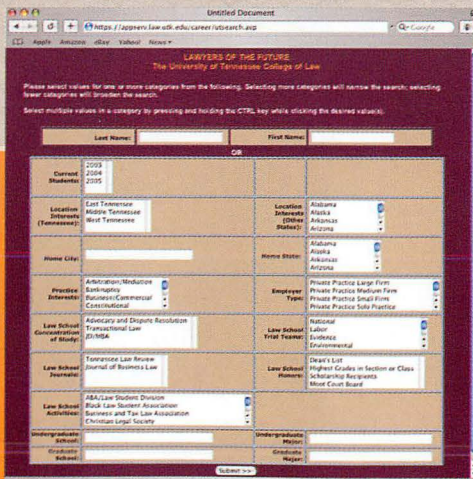 Untitled Document
https://appserv.law.utk.edu/career/utsearch.asp
Google
Apple Amazon eBay Yahoo! News
LAWYERS OF THE FUTURE
The University of Tennessee College of Law
Please select values for one or more categories from the following. Selecting more categories will narrow the search; selecting
fewer categories will broaden the search.
Select multiple values in a category by pressing and holding the CTRL key while clicking the desired value(s).
Last Name: First Name:
OR
Current Students: 2003 2004 2005
Location Interests (Tennessee): East Tennessee Middle Tennessee West Tennessee
Location Interests (Other States): Alabama Alaska Arkansas Arizona
Home City:
Home State: Alabama Alaska Arkansas Arizona
Practice Interests: Arbitration/Mediation Bankruptcy Business/Commercial Constitutional
Employer Type: Private Practice Large Firm Private Practice Medium Firm Private Practice Small Firm Private Practice Solo Practice
Law School Concentration of Study: Advocacy and Dispute Resolution Transactional Law JD/MBA
Law School Trial Teams: National Labor Evidence Environmental
Law School Journals: Tennessee Law Review Journal of Business Law
Law School Honors: Dean's List Highest Grades in Section or Class Scholarship Recipients Moot Court Board
Law School Activities: ABA/Law Student Division Black Law Student Association Business and Tax Law Association Christian Legal Society
Undergraduate School: Undergraduate Major:
Graduate School: Graduate Major:
Submit >>